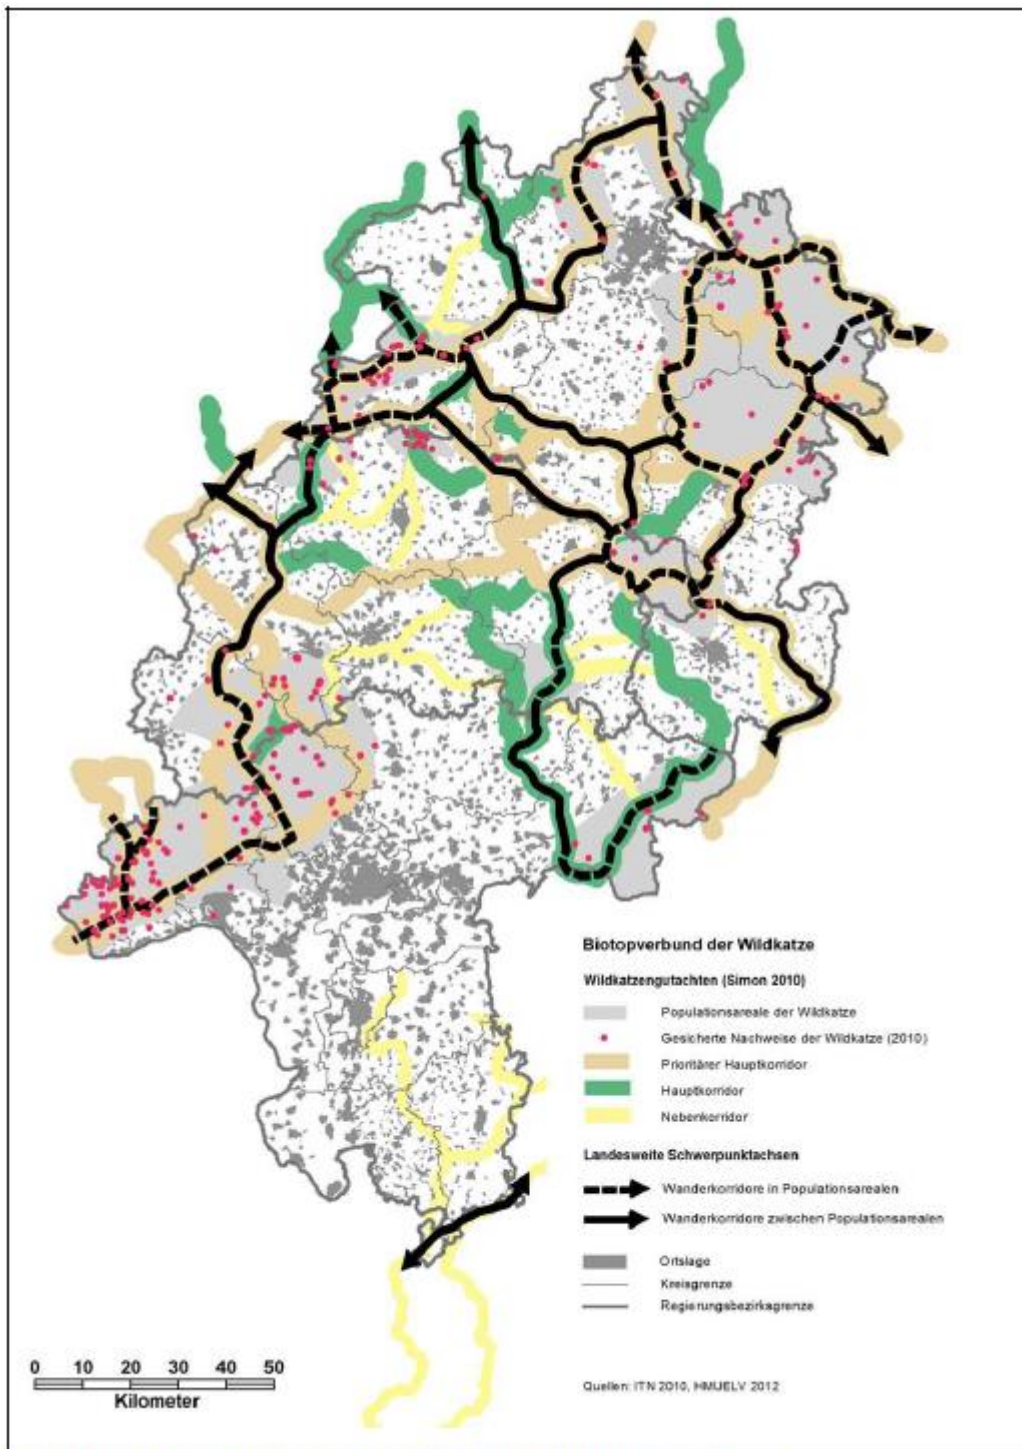 Biotopverbund der Wildkatze
Wildkatzengutachten (Simon 2010)
Populationsareale der Wildkatze
Gesicherte Nachweise der Wildkatze (2010)
Prioritärer Hauptkorridor
Hauptkorridor
Nebenkorridor
Landesweite Schwerpunktachsen
Wanderkorridore in Populationsarealen
Wanderkorridore zwischen Populationsarealen
Ortslage
Kreisgrenze
Regierungsbezirksgrenze
0 10 20 30 40 50
Kilometer
Quellen: ITN 2010, HMUELV 2012